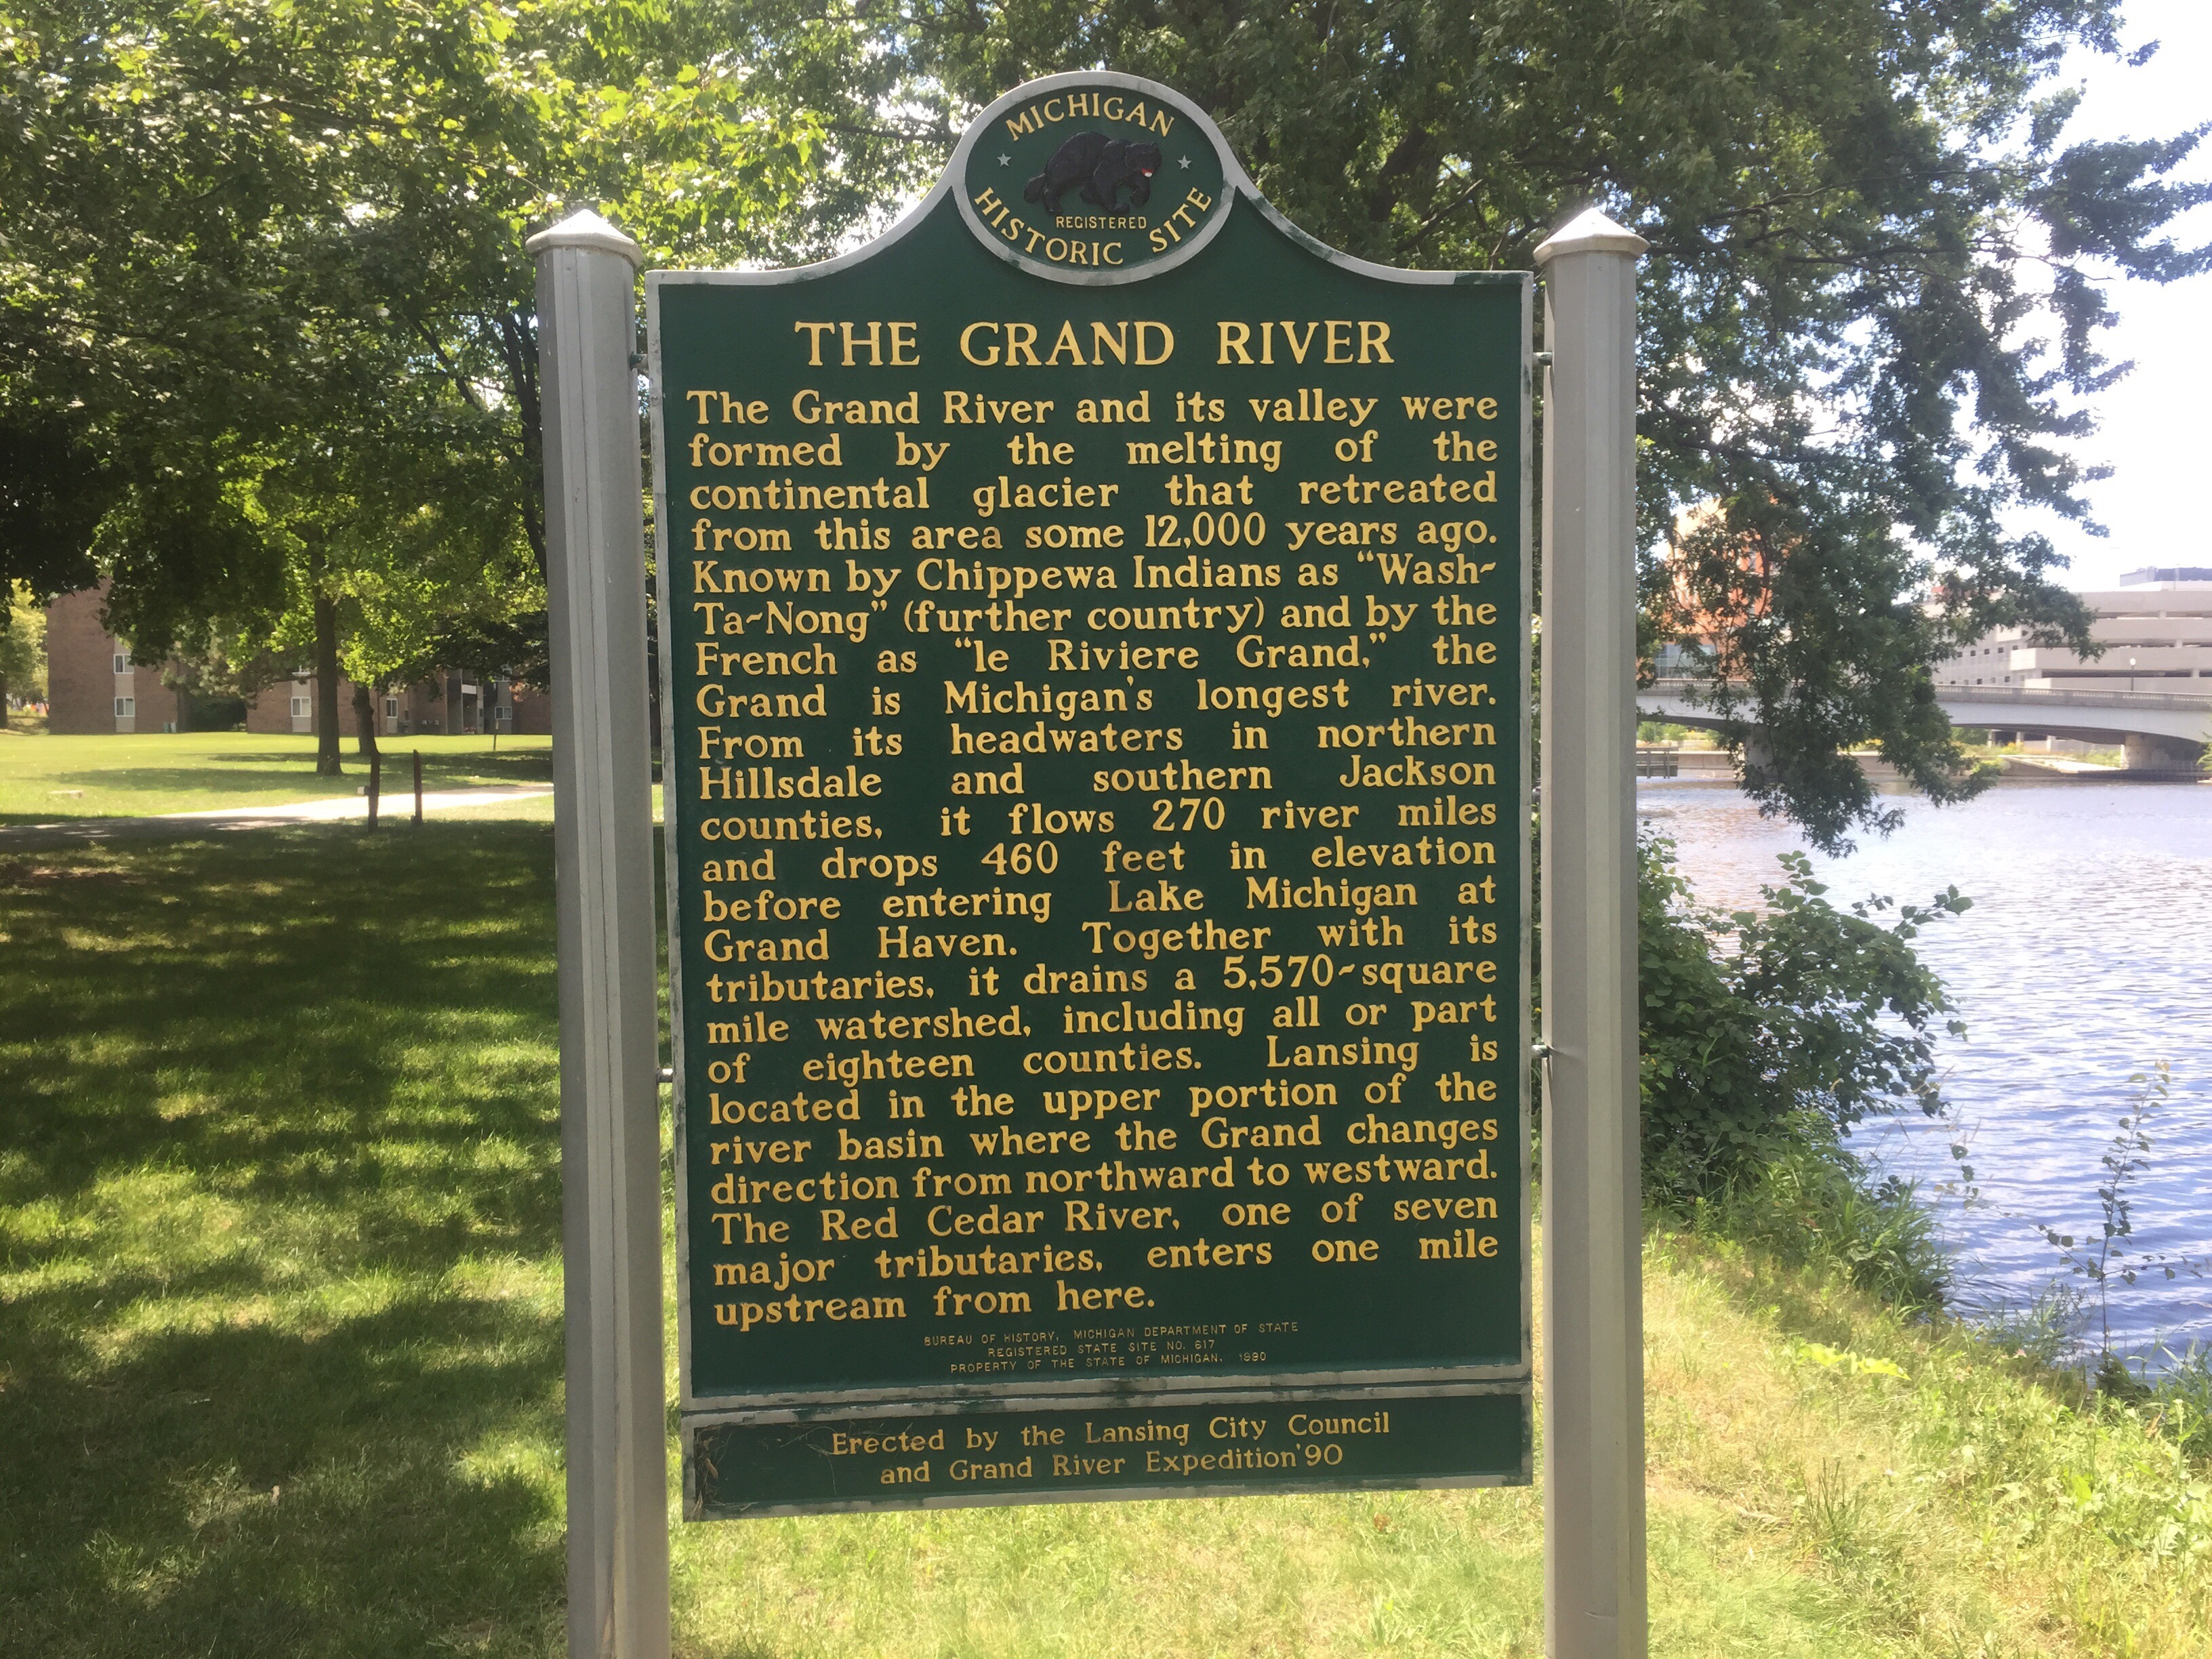 MICHIGAN
REGISTERED
HISTORIC SITE
THE GRAND RIVER
The Grand River and its valley were
formed by the melting of the
continental glacier that retreated
from this area some 12,000 years ago.
Known by Chippewa Indians as "Wash-
Ta-Nong" (further country) and by the
French as "le Riviere Grand," the
Grand is Michigan's longest river.
From its headwaters in northern
Hillsdale and southern Jackson
counties, it flows 270 river miles
and drops 460 feet in elevation
before entering Lake Michigan at
Grand Haven. Together with its
tributaries, it drains a 5,570-square
mile watershed, including all or part
of eighteen counties. Lansing is
located in the upper portion of the
river basin where the Grand changes
direction from northward to westward.
The Red Cedar River, one of seven
major tributaries, enters one mile
upstream from here.
BUREAU OF HISTORY, MICHIGAN DEPARTMENT OF STATE
REGISTERED STATE SITE NO. 617
PROPERTY OF THE STATE OF MICHIGAN, 1990
Erected by the Lansing City Council
and Grand River Expedition '90